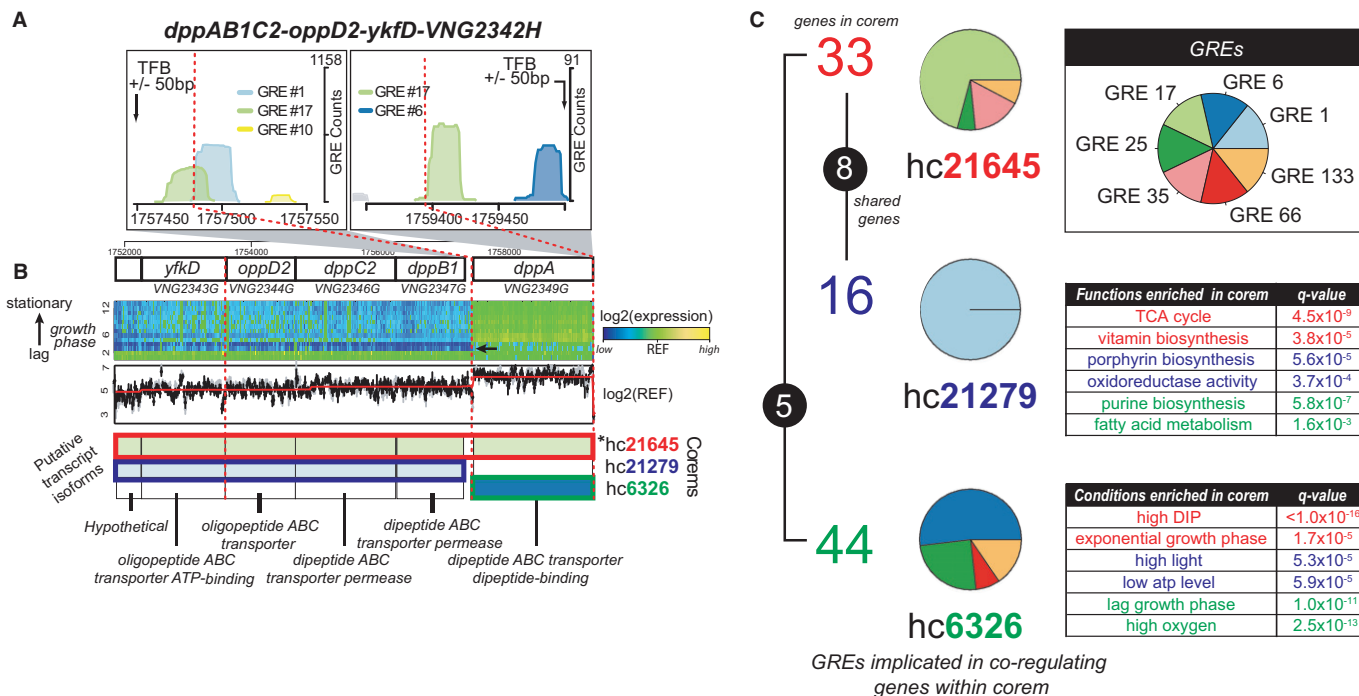 A
dppAB1C2-oppD2-ykfD-VNG2342H
TFB
+/- 50bp
1158
GRE #1
GRE #17
GRE #10
GRE Counts
1757450
1757500
1757550
GRE #17
GRE #6
TFB
+/- 50bp
91
GRE Counts
1759400
1759450
B
1752000
1754000
1756000
1758000
yfkD
oppD2
dppC2
dppB1
dppA
VNG2343G
VNG2344G
VNG2346G
VNG2347G
VNG2349G
stationary
growth
phase
lag
12
6
2
log2(expression)
low
REF
high
7
5
3
log2(REF)
Putative
transcript
isoforms
*hc21645
hc21279
hc6326
Corems
Hypothetical
oligopeptide ABC
transporter ATP-binding
oligopeptide ABC
transporter
dipeptide ABC
transporter permease
dipeptide ABC
transporter permease
dipeptide ABC transporter
dipeptide-binding
C
genes in corem
33
8
shared
genes
16
5
44
hc21645
hc21279
hc6326
GREs implicated in co-regulating
genes within corem
GREs
GRE 17
GRE 6
GRE 1
GRE 25
GRE 133
GRE 35
GRE 66
Functions enriched in corem q-value
TCA cycle 4.5x10⁻⁹
vitamin biosynthesis 3.8x10⁻⁵
porphyrin biosynthesis 5.6x10⁻⁵
oxidoreductase activity 3.7x10⁻⁴
purine biosynthesis 5.8x10⁻⁷
fatty acid metabolism 1.6x10⁻³
Conditions enriched in corem q-value
high DIP <1.0x10⁻¹⁶
exponential growth phase 1.7x10⁻⁵
high light 5.3x10⁻⁵
low atp level 5.9x10⁻⁵
lag growth phase 1.0x10⁻¹¹
high oxygen 2.5x10⁻¹³